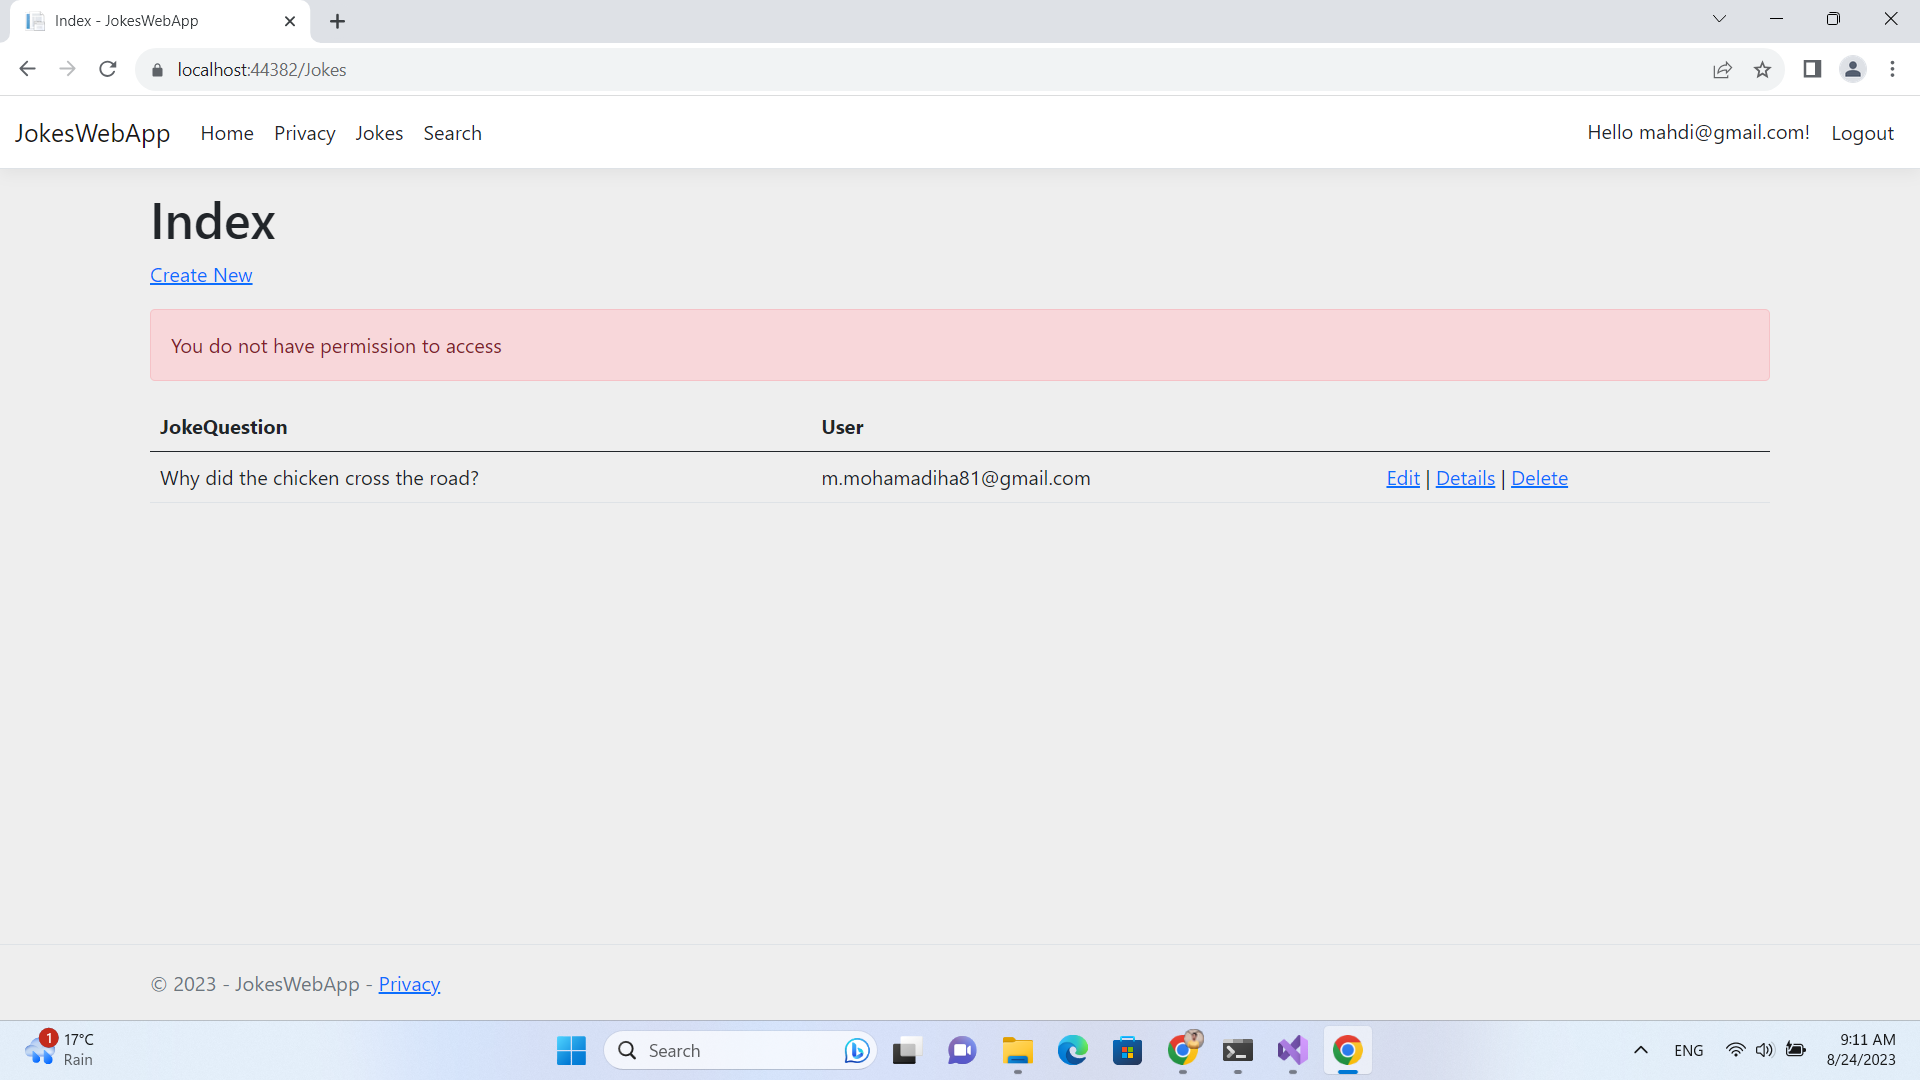 Index - JokesWebApp
localhost:44382/Jokes
JokesWebApp Home Privacy Jokes Search Hello mahdi@gmail.com! Logout
Index
Create New
You do not have permission to access
JokeQuestion User
Why did the chicken cross the road? m.mohamadiha81@gmail.com Edit | Details | Delete
© 2023 - JokesWebApp - Privacy
1 17°C
Rain
Search
ENG
9:11 AM
8/24/2023